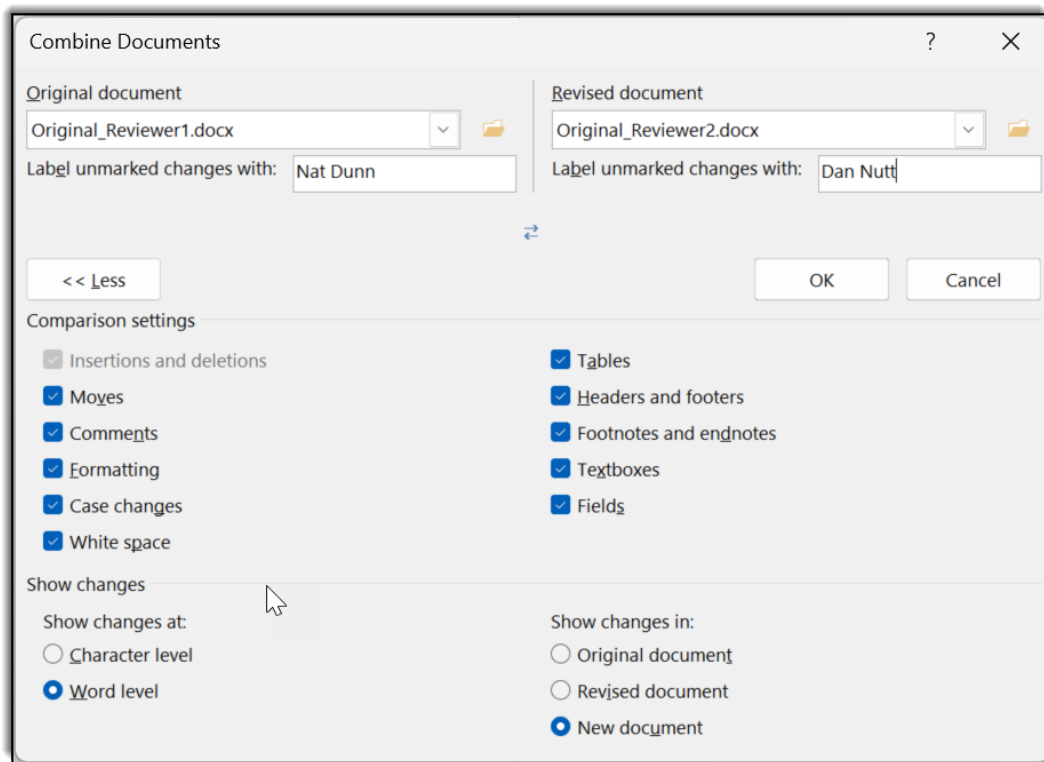 Combine Documents ?
Original document
Original_Reviewer1.docx
Label unmarked changes with: Nat Dunn
Revised document
Original_Reviewer2.docx
Label unmarked changes with: Dan Nutt
<< Less OK Cancel
Comparison settings
Insertions and deletions
Moves
Comments
Formatting
Case changes
White space
Tables
Headers and footers
Footnotes and endnotes
Textboxes
Fields
Show changes
Show changes at:
Character level
Word level
Show changes in:
Original document
Revised document
New document